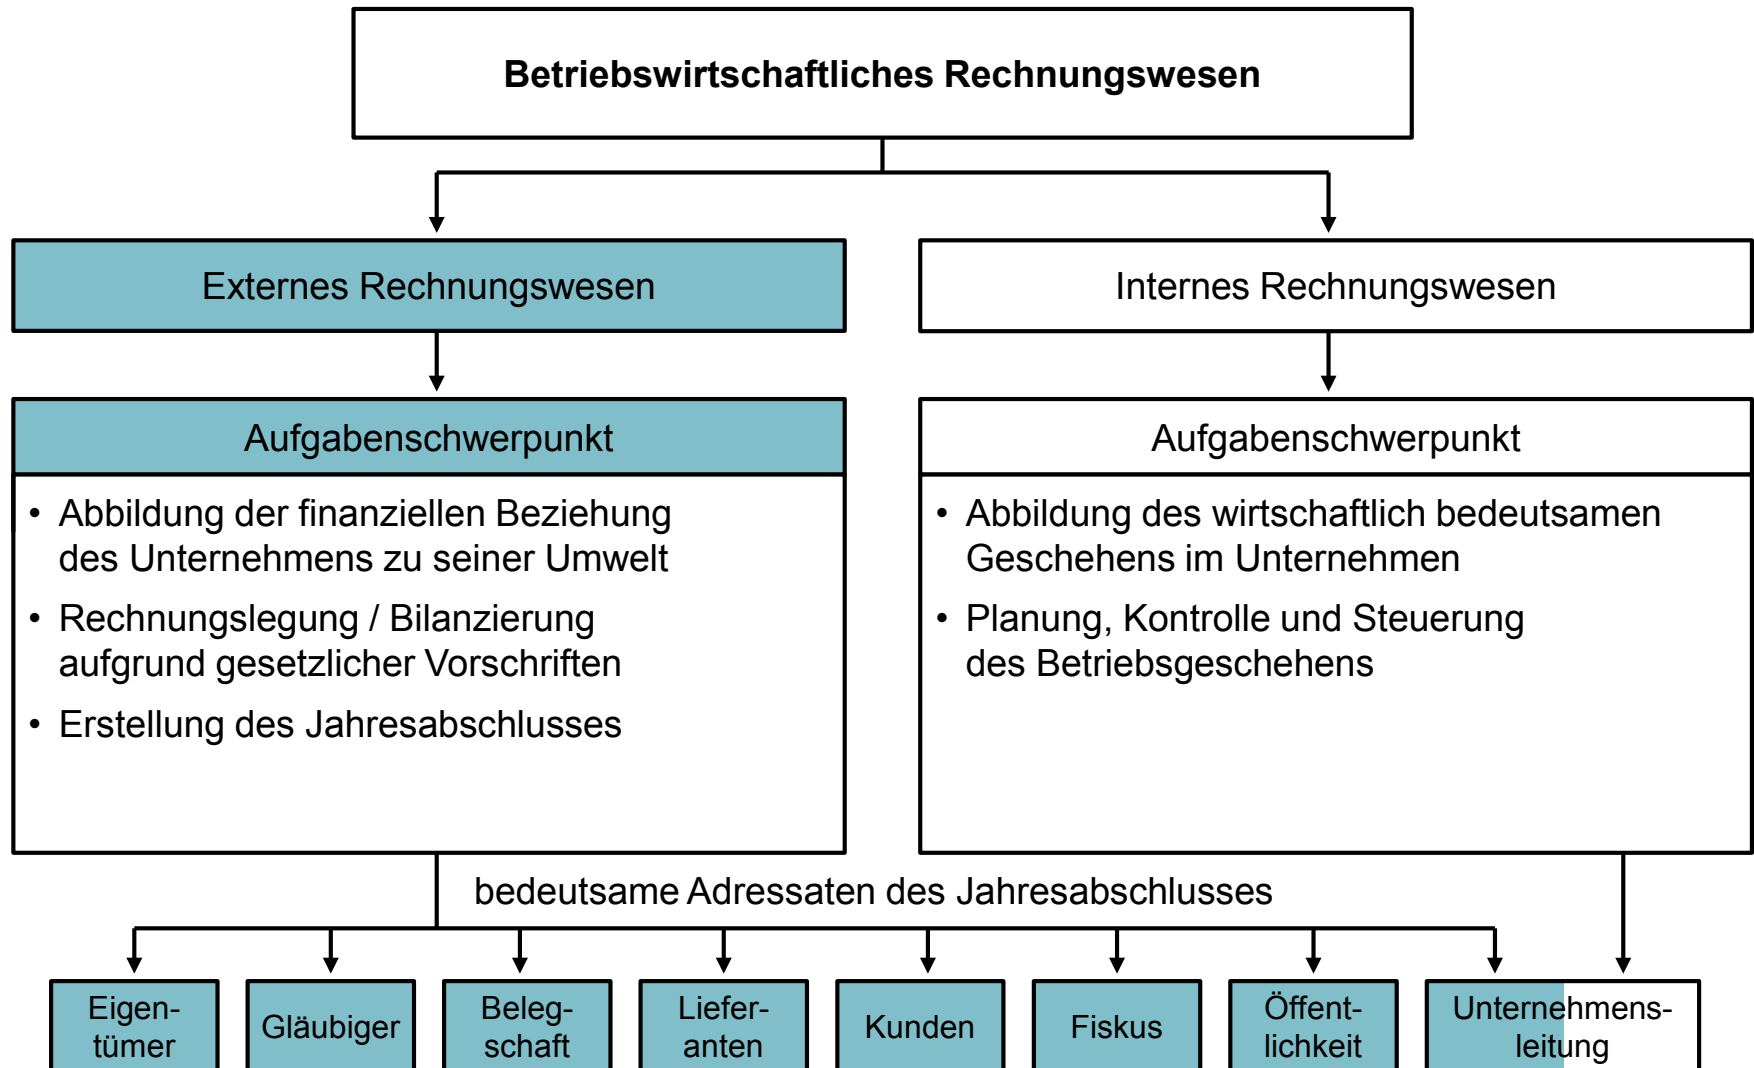 Betriebswirtschaftliches Rechnungswesen
Externes Rechnungswesen
Internes Rechnungswesen
Aufgabenschwerpunkt
• Abbildung der finanziellen Beziehung
des Unternehmens zu seiner Umwelt
• Rechnungslegung / Bilanzierung
aufgrund gesetzlicher Vorschriften
• Erstellung des Jahresabschlusses
Aufgabenschwerpunkt
• Abbildung des wirtschaftlich bedeutsamen
Geschehens im Unternehmen
• Planung, Kontrolle und Steuerung
des Betriebsgeschehens
bedeutsame Adressaten des Jahresabschlusses
Eigen-
tümer
Gläubiger
Beleg-
schaft
Liefer-
anten
Kunden
Fiskus
Öffent-
lichkeit
Unternehmens-
leitung